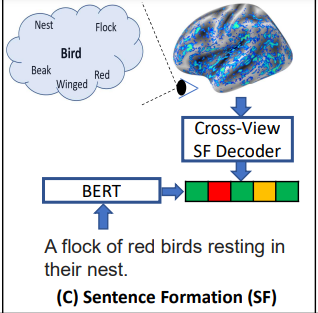 Nest
Flock
Bird
Beak
Red
Winged
Cross-View
SF Decoder
BERT
A flock of red birds resting in
their nest.
(C) Sentence Formation (SF)